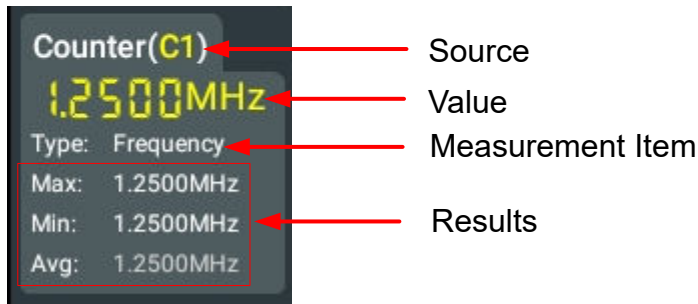 Counter(C1)
Source
1.2500MHz
Value
Type: Frequency
Measurement Item
Max: 1.2500MHz
Min: 1.2500MHz
Results
Avg: 1.2500MHz